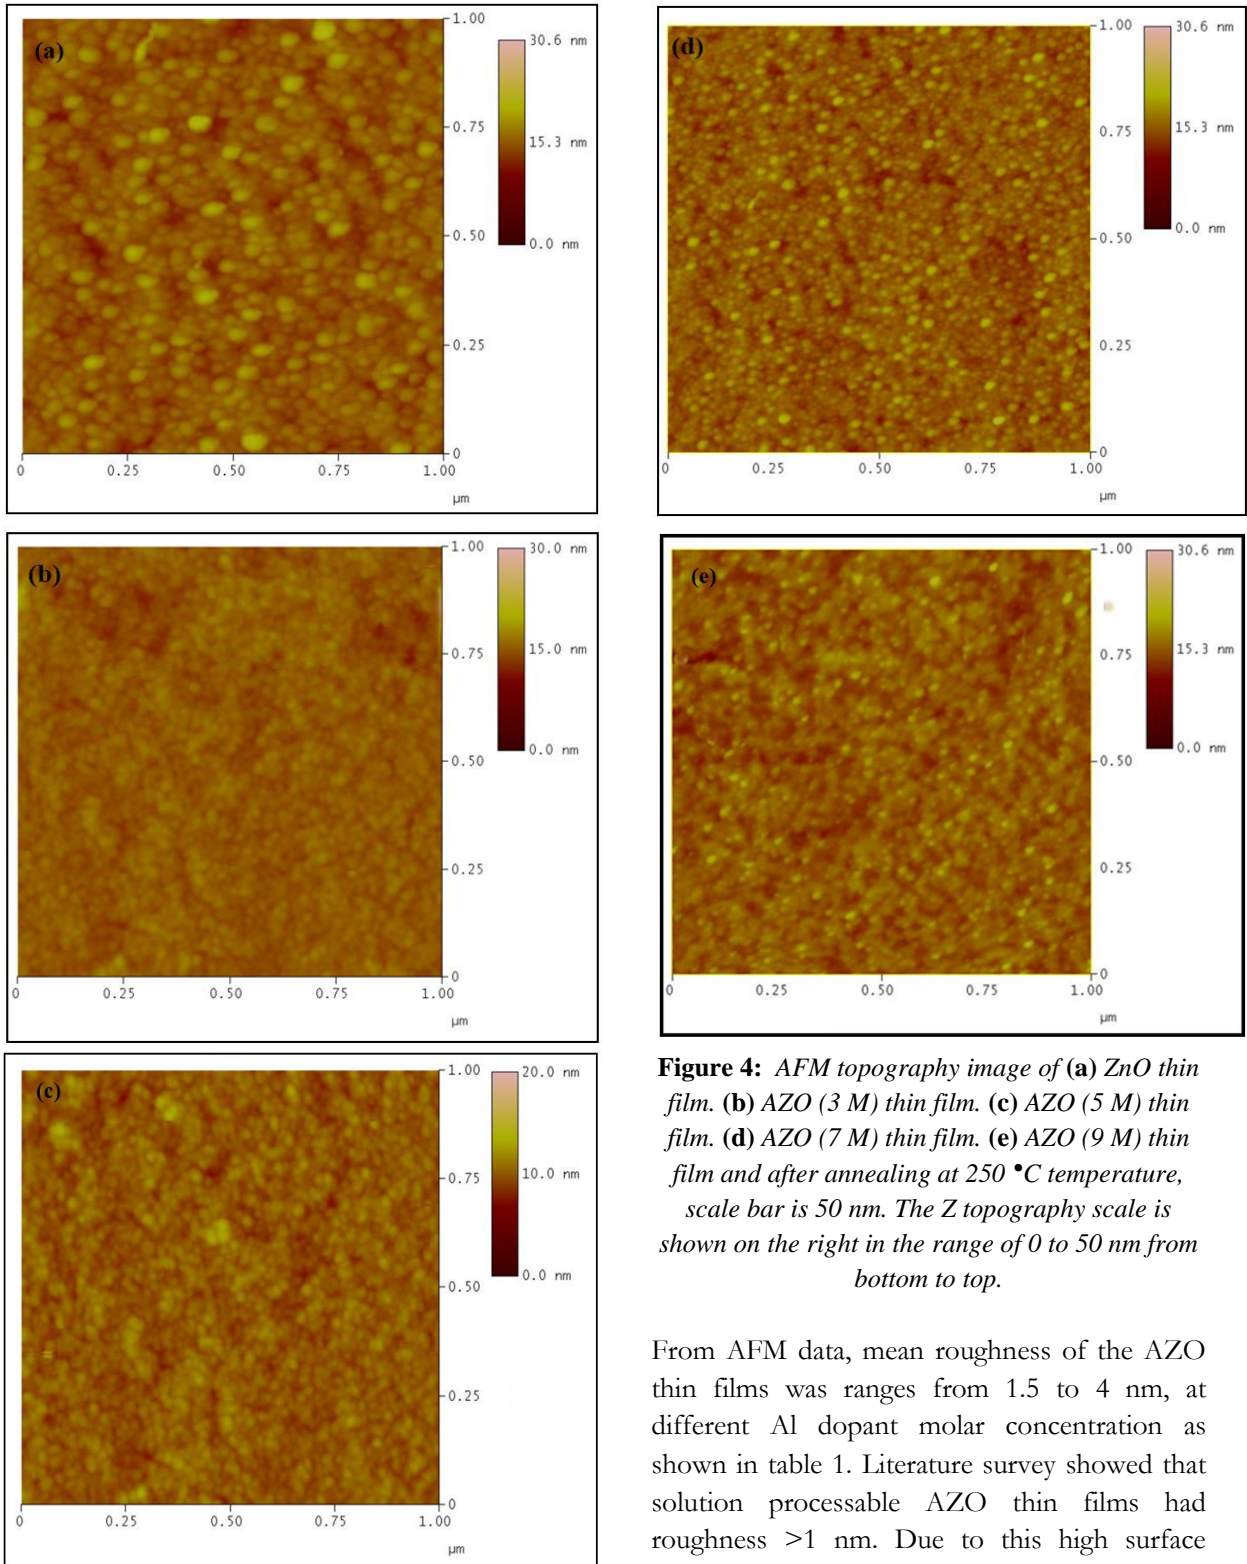 (a)
1.00
0.75
0.50
0.25
0
0 0.25 0.50 0.75 1.00
µm
30.6 nm
15.3 nm
0.0 nm
(b)
1.00
0.75
0.50
0.25
0
0 0.25 0.50 0.75 1.00
µm
30.0 nm
15.0 nm
0.0 nm
(c)
1.00
0.75
0.50
0.25
0
0 0.25 0.50 0.75 1.00
µm
20.0 nm
10.0 nm
0.0 nm
(d)
1.00
0.75
0.50
0.25
0
0 0.25 0.50 0.75 1.00
µm
30.6 nm
15.3 nm
0.0 nm
(e)
1.00
0.75
0.50
0.25
0
0 0.25 0.50 0.75 1.00
µm
30.6 nm
15.3 nm
0.0 nm
Figure 4: AFM topography image of (a) ZnO thin
film. (b) AZO (3 M) thin film. (c) AZO (5 M) thin
film. (d) AZO (7 M) thin film. (e) AZO (9 M) thin
film and after annealing at 250 •C temperature,
scale bar is 50 nm. The Z topography scale is
shown on the right in the range of 0 to 50 nm from
bottom to top.
From AFM data, mean roughness of the AZO
thin films was ranges from 1.5 to 4 nm, at
different Al dopant molar concentration as
shown in table 1. Literature survey showed that
solution processable AZO thin films had
roughness >1 nm. Due to this high surface